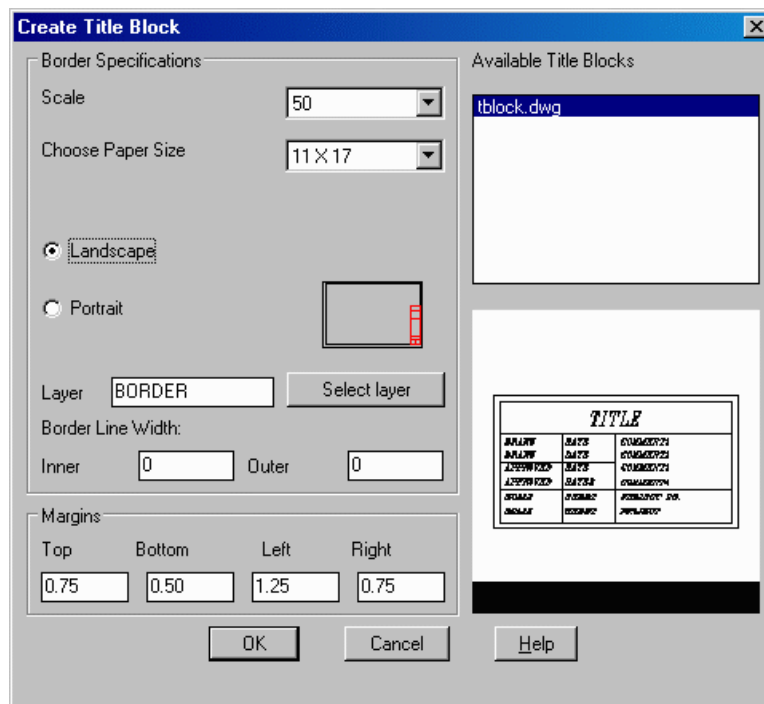 Create Title Block
Border Specifications
Scale
50
Choose Paper Size
11 X 17
Landscape
Portrait
Layer
BORDER
Select layer
Border Line Width:
Inner
0
Outer
0
Margins
Top
Bottom
Left
Right
0.75
0.50
1.25
0.75
Available Title Blocks
tblock.dwg
TITLE
OK
Cancel
Help